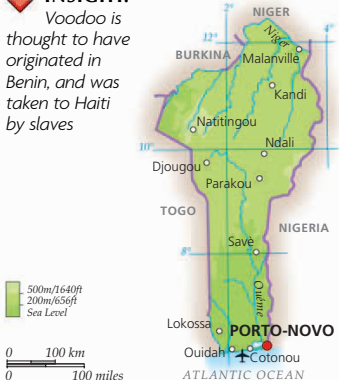 INSIGHT:
Voodoo is
thought to have
originated in
Benin, and was
taken to Haiti
by slaves
2°
NIGER
12°
Niger
4°
BURKINA
Malanville
Kandi
Natitingou
Ndali
10°
Djougou
Parakou
TOGO
NIGERIA
8°
Savè
500m/1640ft
200m/656ft
Sea Level
Ouémé
Lokossa
PORTO-NOVO
0 100 km
Ouidah
Cotonou
0 100 miles
ATLANTIC OCEAN